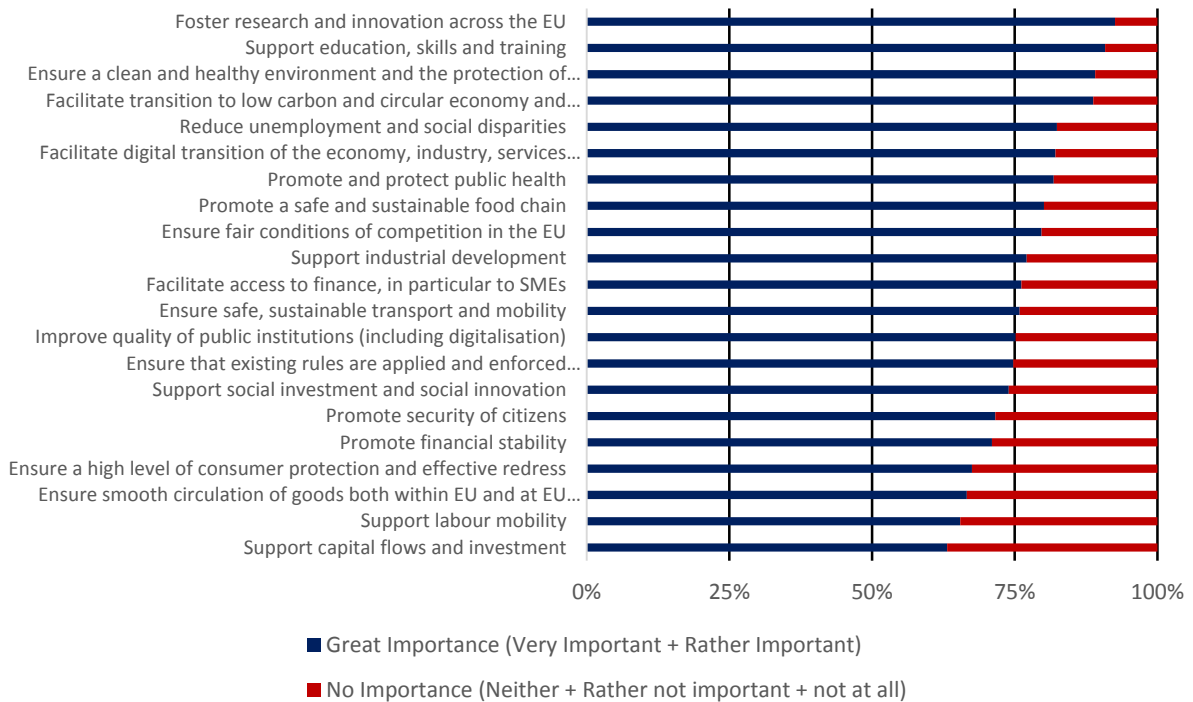 Foster research and innovation across the EU
Support education, skills and training
Ensure a clean and healthy environment and the protection of...
Facilitate transition to low carbon and circular economy and...
Reduce unemployment and social disparities
Facilitate digital transition of the economy, industry, services...
Promote and protect public health
Promote a safe and sustainable food chain
Ensure fair conditions of competition in the EU
Support industrial development
Facilitate access to finance, in particular to SMEs
Ensure safe, sustainable transport and mobility
Improve quality of public institutions (including digitalisation)
Ensure that existing rules are applied and enforced...
Support social investment and social innovation
Promote security of citizens
Promote financial stability
Ensure a high level of consumer protection and effective redress
Ensure smooth circulation of goods both within EU and at EU...
Support labour mobility
Support capital flows and investment
0% 25% 50% 75% 100%
Great Importance (Very Important + Rather Important)
No Importance (Neither + Rather not important + not at all)